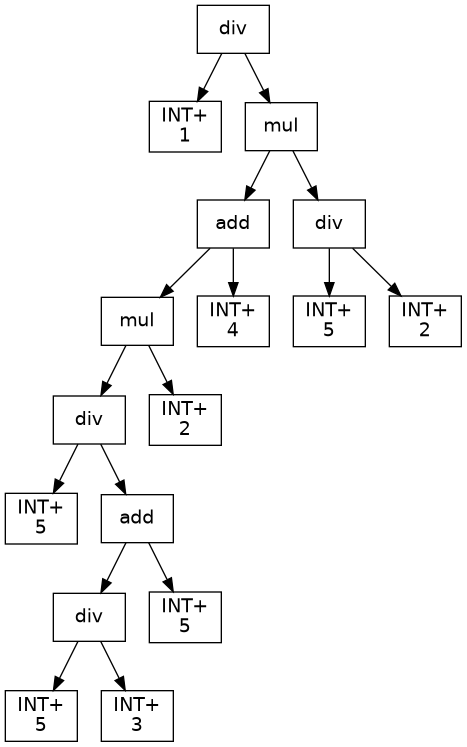 div
INT+
1
mul
add
div
mul
INT+
4
INT+
5
INT+
2
div
INT+
2
INT+
5
add
div
INT+
5
INT+
5
INT+
3